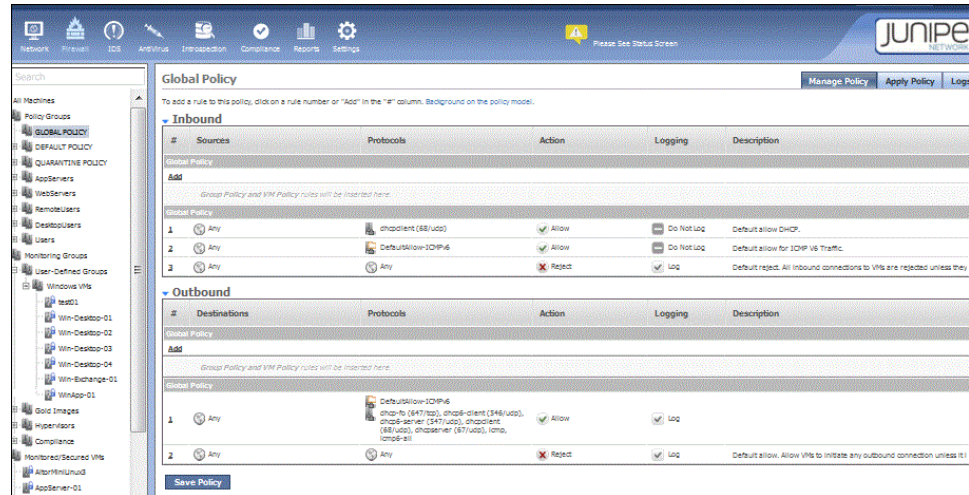 Network Firewall IDS AntiVirus Introspection Compliance Reports Settings
Please See Status Screen
JUNIPE
NETWORK
Search
All Machines
Policy Groups
GLOBAL POLICY
DEFAULT POLICY
QUARANTINE POLICY
AppServers
WebServers
RemoteUsers
DesktopUsers
Users
Monitoring Groups
User-Defined Groups
Windows VMs
test01
Win-Desktop-01
Win-Desktop-02
Win-Desktop-03
Win-Desktop-04
Win-Exchange-01
WinApp-01
Gold Images
Hypervisors
Compliance
Monitored/Secured VMs
AitorMiniLinux3
AppServer-01
Global Policy
Manage Policy Apply Policy Logs
To add a rule to this policy, click on a rule number or "Add" in the "#" column. Background on the policy model.
Inbound
# Sources Protocols Action Logging Description
Global Policy
Add
Group Policy and VM Policy rules will be inserted here.
Global Policy
1 Any dhcpclient (68/udp) Allow Do Not Log Default allow DHCP.
2 Any DefaultAllow-ICMPv6 Allow Do Not Log Default allow for ICMP V6 Traffic.
3 Any Any Reject Log Default reject. All inbound connections to VMs are rejected unless they
Outbound
# Destinations Protocols Action Logging Description
Global Policy
Add
Group Policy and VM Policy rules will be inserted here.
Global Policy
DefaultAllow-ICMPv6
dhcp-fo (647/tcp), dhcp6-client (546/udp),
1 Any dhcp6-server (547/udp), dhcpclient Allow Log
(68/udp), dhcpserver (67/udp), icmp,
icmp6-all
2 Any Any Reject Log Default allow. Allow VMs to initiate any outbound connection unless it i
Save Policy